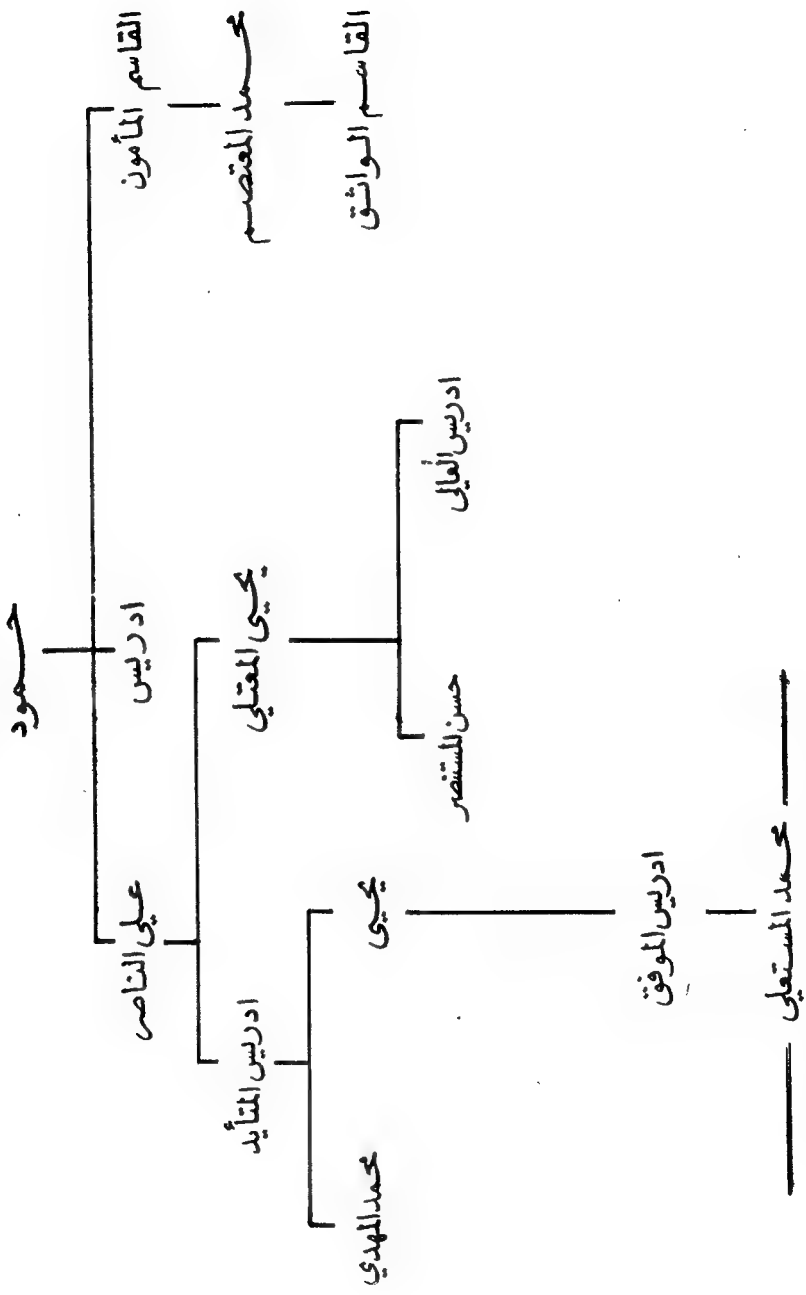 حمود
القاسم المأمون
ادريس
علي الناصر
محمد المعتصم
يحيى المعتلي
ادريس المتأيد
القاسم الواثق
يحيى
محمد المهدي
ادريس العالي
حسن المستنصر
ادريس الموفق
محمد المستعلي